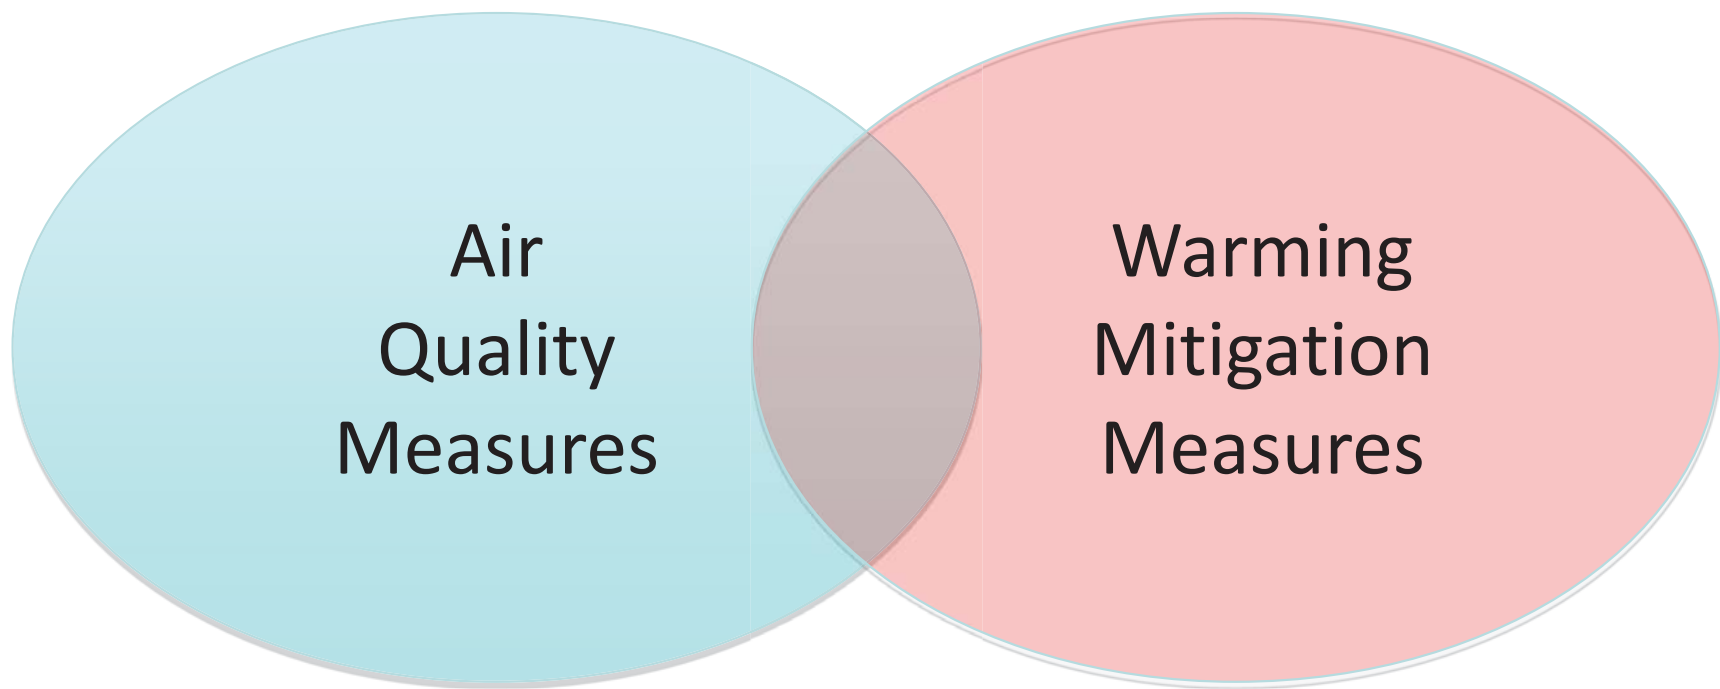 Air
Quality
Measures
Warming
Mitigation
Measures